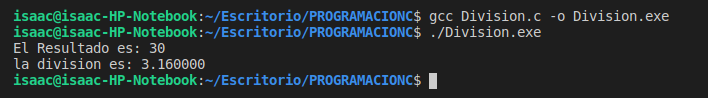 isaac@isaac-HP-Notebook:~/Escritorio/PROGRAMACIONC$ gcc Division.c -o Division.exe
isaac@isaac-HP-Notebook:~/Escritorio/PROGRAMACIONC$ ./Division.exe
El Resultado es: 30
la division es: 3.160000
isaac@isaac-HP-Notebook:~/Escritorio/PROGRAMACIONC$